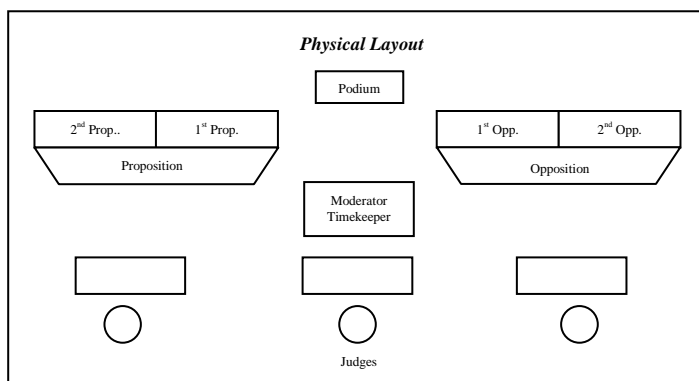 Physical Layout
Podium
2nd Prop..
1st Prop.
1st Opp.
2nd Opp.
Proposition
Opposition
Moderator
Timekeeper
Judges